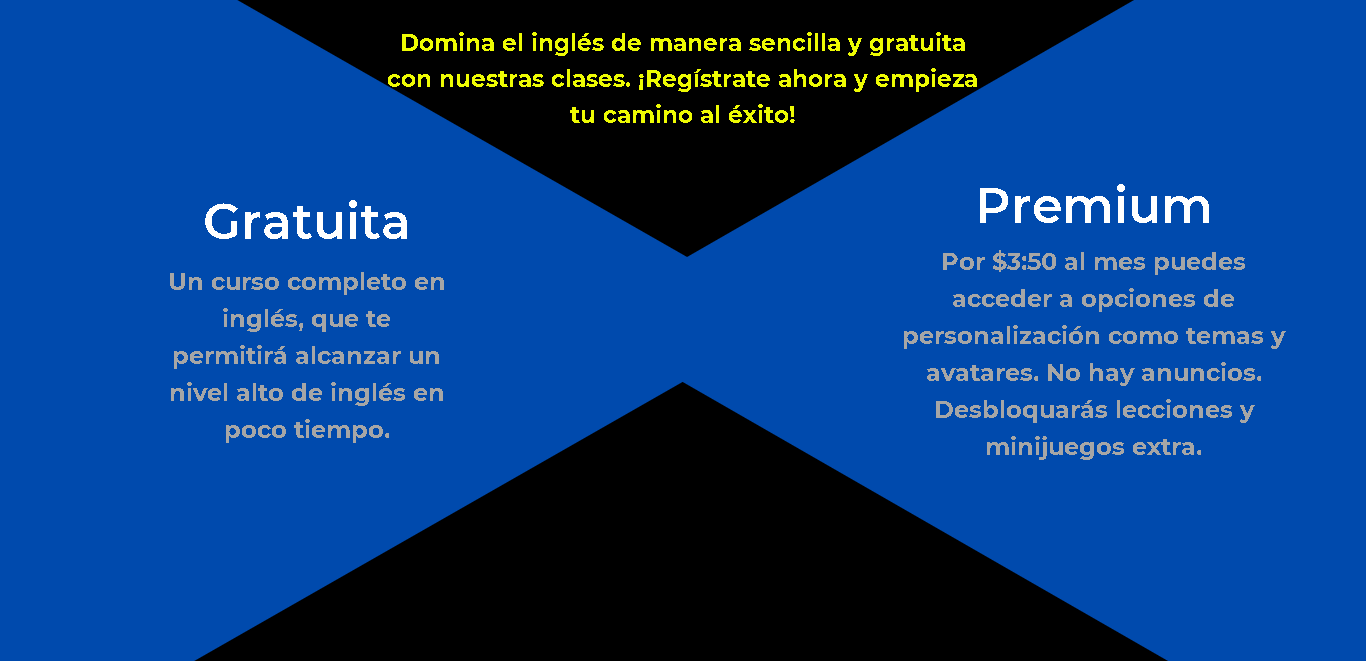 Domina el inglés de manera sencilla y gratuita
con nuestras clases. ¡Regístrate ahora y empieza
tu camino al éxito!
Gratuita
Un curso completo en
inglés, que te
permitirá alcanzar un
nivel alto de inglés en
poco tiempo.
Premium
Por $3:50 al mes puedes
acceder a opciones de
personalización como temas y
avatares. No hay anuncios.
Desbloquarás lecciones y
minijuegos extra.